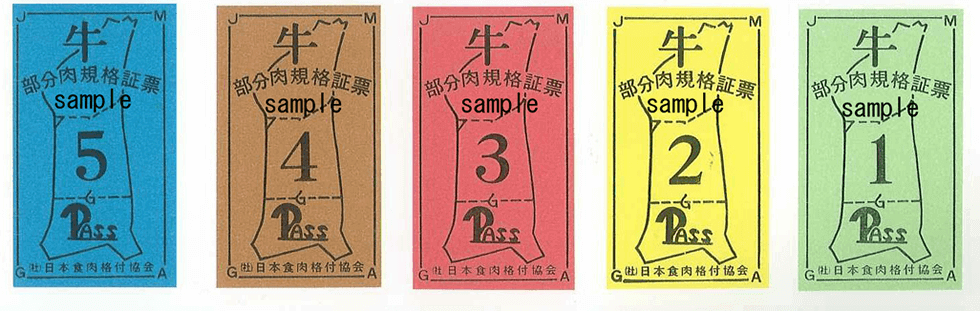 J M
牛
部分肉規格証票
sample
5
G
PASS
(社)日本食肉格付協会
G A
J M
牛
部分肉規格証票
sample
4
G
PASS
(社)日本食肉格付協会
G A
J M
牛
部分肉規格証票
sample
3
G
PASS
(社)日本食肉格付協会
G A
J M
牛
部分肉規格証票
sample
2
G
PASS
(社)日本食肉格付協会
G A
J M
牛
部分肉規格証票
sample
1
G
PASS
(社)日本食肉格付協会
G A